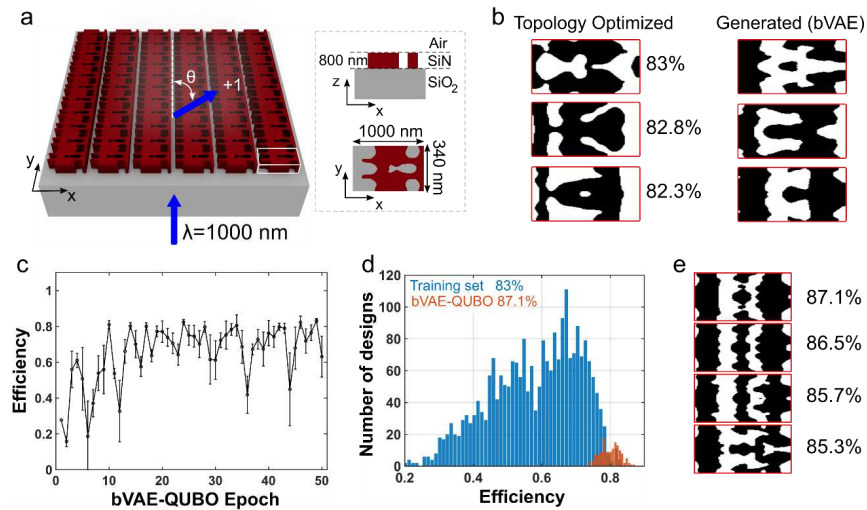 a
θ
+1
y
x
λ=1000 nm
Air
800 nm
SiN
SiO2
z
x
1000 nm
340 nm
y
x
b
Topology Optimized
Generated (bVAE)
83%
82.8%
82.3%
c
Efficiency
1
0.8
0.6
0.4
0.2
0
0 10 20 30 40 50
bVAE-QUBO Epoch
d
Training set 83%
bVAE-QUBO 87.1%
Number of designs
120
100
80
60
40
20
0
0.2 0.4 0.6 0.8
Efficiency
e
87.1%
86.5%
85.7%
85.3%